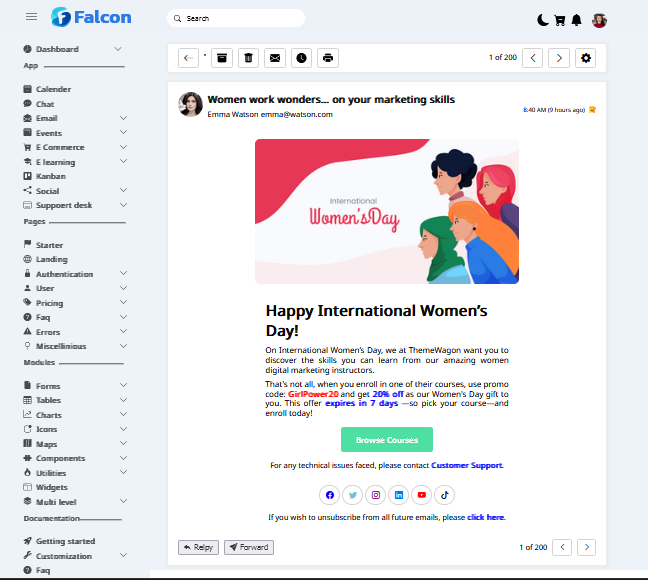 Falcon
Search
Dashboard
App
1 of 200
Calender
Chat
Email
Events
E Commerce
E learning
Kanban
Social
Suppoert desk
Pages
Starter
Landing
Authentication
User
Pricing
Faq
Errors
Miscellinious
Modules
Forms
Tables
Charts
Icons
Maps
Components
Utilities
Widgets
Multi level
Documentation
Getting started
Customization
Faq
Women work wonders... on your marketing skills
Emma Watson emma@watson.com
8:40 AM (9 hours ago)
International
Women'sDay
Happy International Women's
Day!
On International Women's Day, we at ThemeWagon want you to
discover the skills you can learn from our amazing women
digital marketing instructors.
That's not all, when you enroll in one of their courses, use promo
code: GirlPower20 and get 20% off as our Women's Day gift to
you. This offer expires in 7 days —so pick your course—and
enroll today!
Browse Courses
For any technical issues faced, please contact Customer Support.
If you wish to unsubscribe from all future emails, please click here.
Relpy
Forward
1 of 200